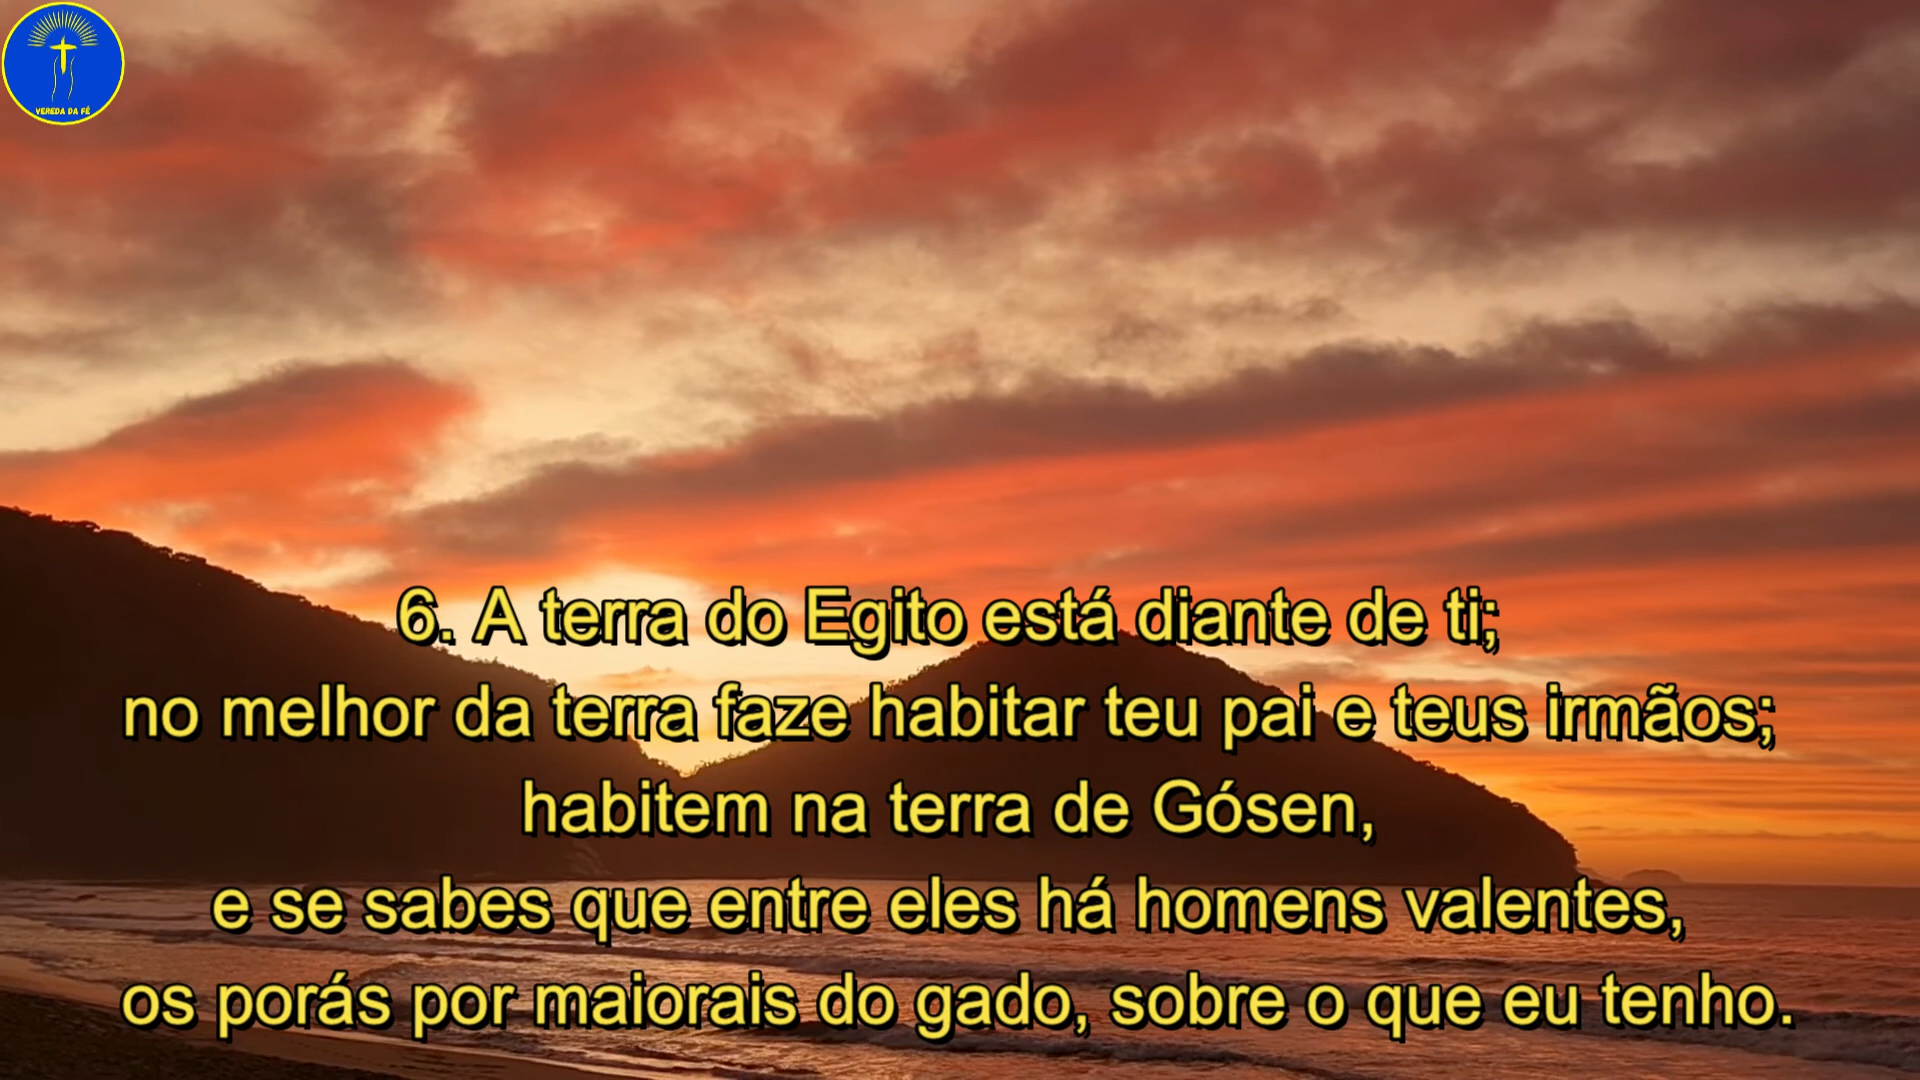 VEREDA DA FÉ
6. A terra do Egito está diante de ti;
no melhor da terra faze habitar teu pai e teus irmãos;
habitem na terra de Gósen,
e se sabes que entre eles há homens valentes,
os porás por maiorais do gado, sobre o que eu tenho.